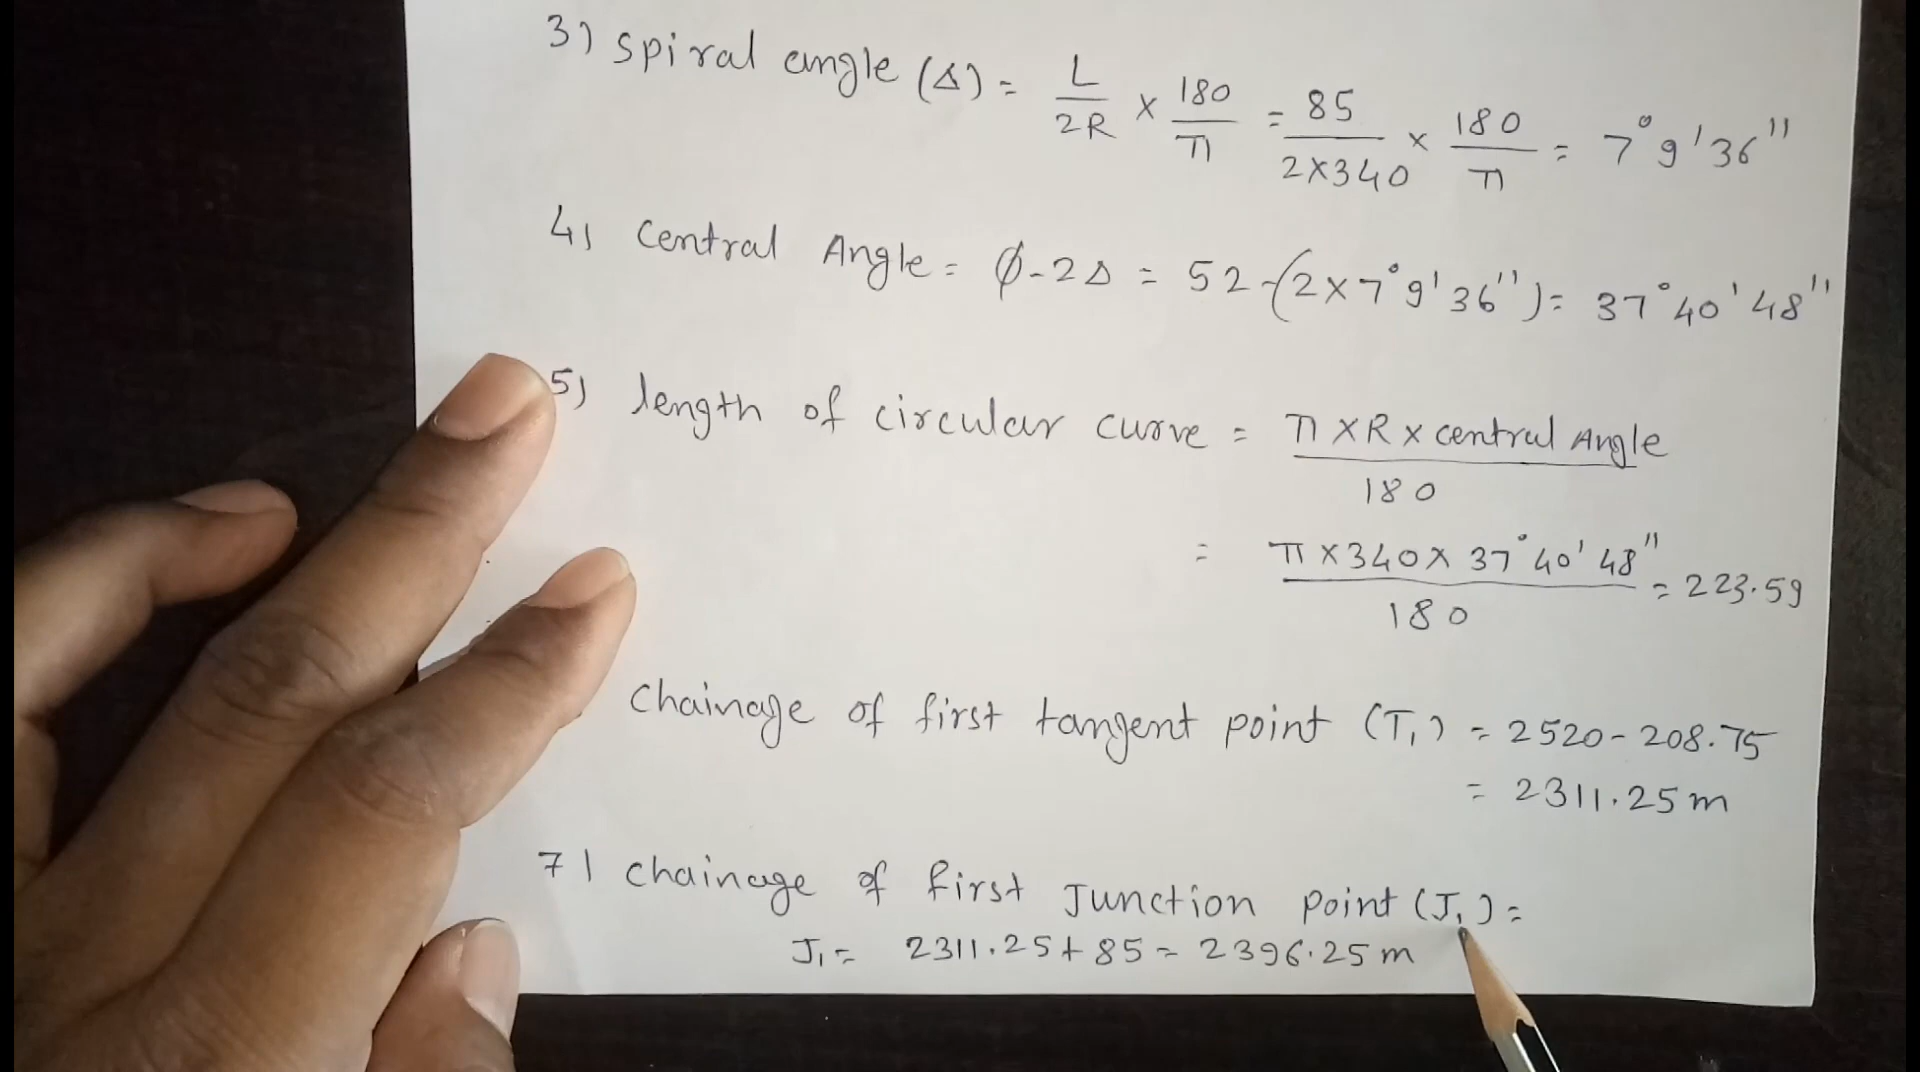 3) spiral angle (Δ) = L/2R × 180/π = 85/2×340 × 180/π = 7°9'36"
4) Central Angle = Ø-2Δ = 52-(2×7°9'36") = 37°40'48"
5) length of circular curve = π×R×central Angle/180
= π×340×37°40'48"/180 = 223.59
chainage of first tangent point (T₁) = 2520-208.75
= 2311.25m
7) chainage of first Junction point (J₁) =
J₁ = 2311.25+85 = 2396.25m